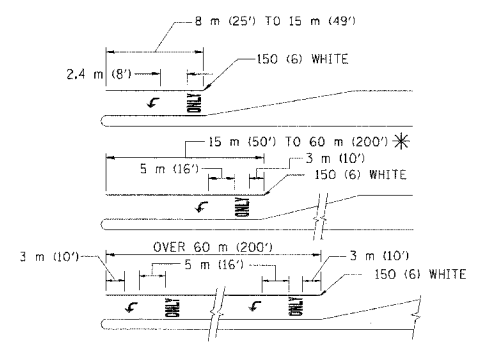 8 m (25') TO 15 m (49')
2.4 m (8')
150 (6) WHITE
ONLY
15 m (50') TO 60 m (200') *
5 m (16')
3 m (10')
150 (6) WHITE
ONLY
OVER 60 m (200')
3 m (10')
5 m (16')
3 m (10')
150 (6) WHITE
ONLY
ONLY